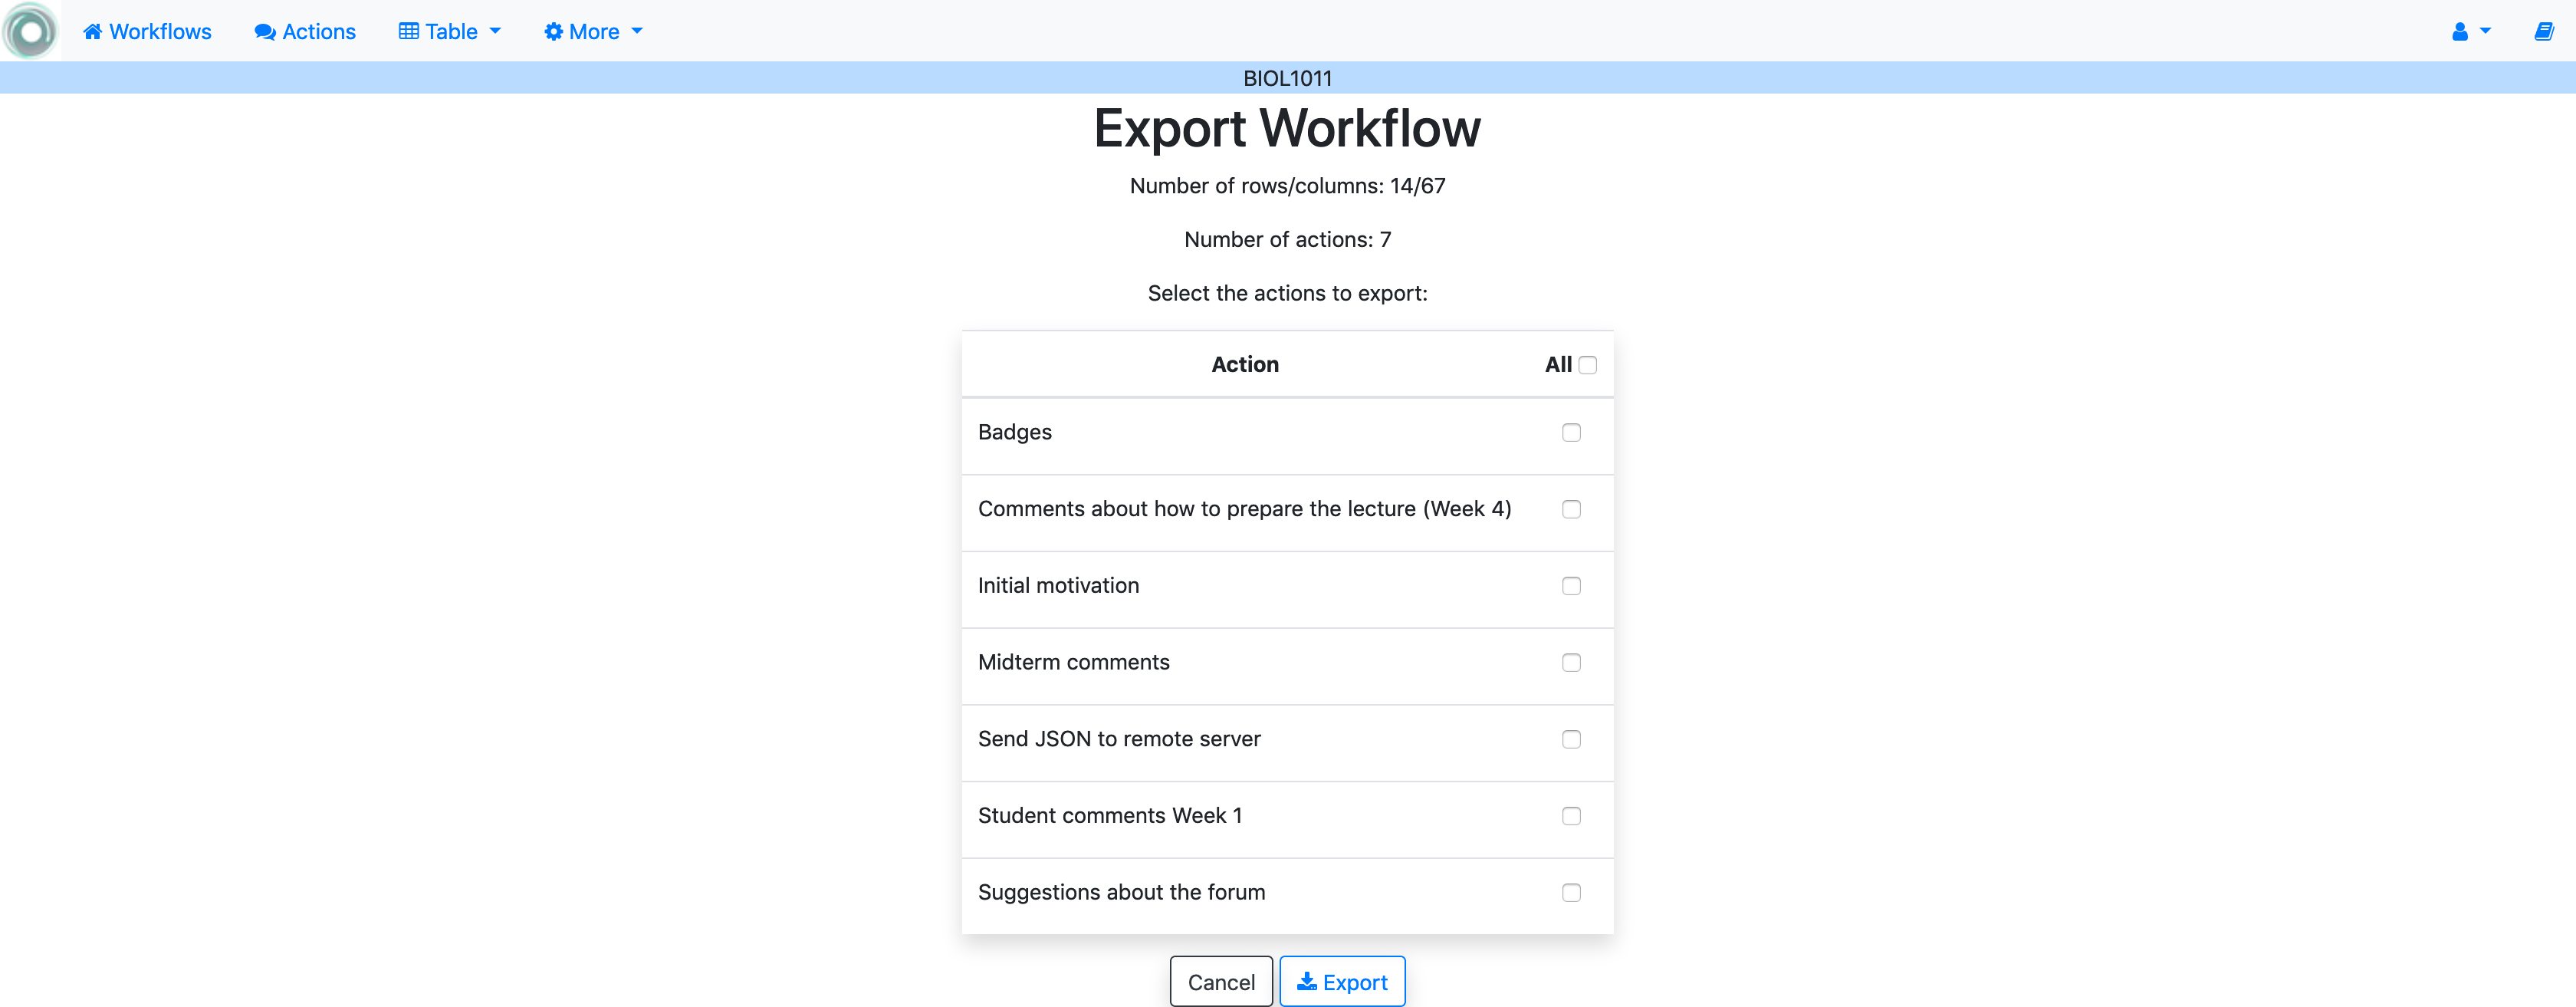 Workflows Actions Table More
BIOL1011
Export Workflow
Number of rows/columns: 14/67
Number of actions: 7
Select the actions to export:
Action All
Badges
Comments about how to prepare the lecture (Week 4)
Initial motivation
Midterm comments
Send JSON to remote server
Student comments Week 1
Suggestions about the forum
Cancel Export